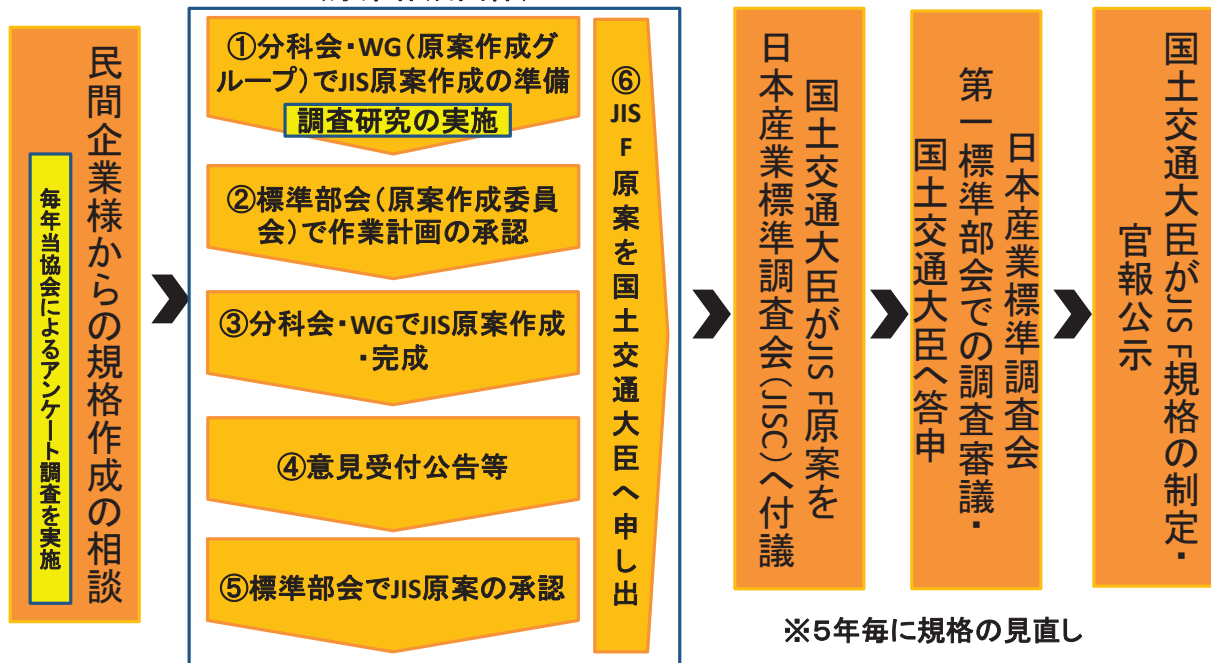 民間企業様からの規格作成の相談
毎年当協会によるアンケート調査を実施
①分科会・WG(原案作成グ
ループ)でJIS原案作成の準備
調査研究の実施
②標準部会(原案作成委員
会)で作業計画の承認
③分科会・WGでJIS原案作成
・完成
④意見受付公告等
⑤標準部会でJIS原案の承認
⑥JIS F原案を国土交通大臣へ申し出
国土交通大臣がJIS F原案を
日本産業標準調査会(JISC)へ付議
日本産業標準調査会
第一標準部会での調査審議・
国土交通大臣へ答申
国土交通大臣がJIS F規格の制定・
官報公示
※5年毎に規格の見直し